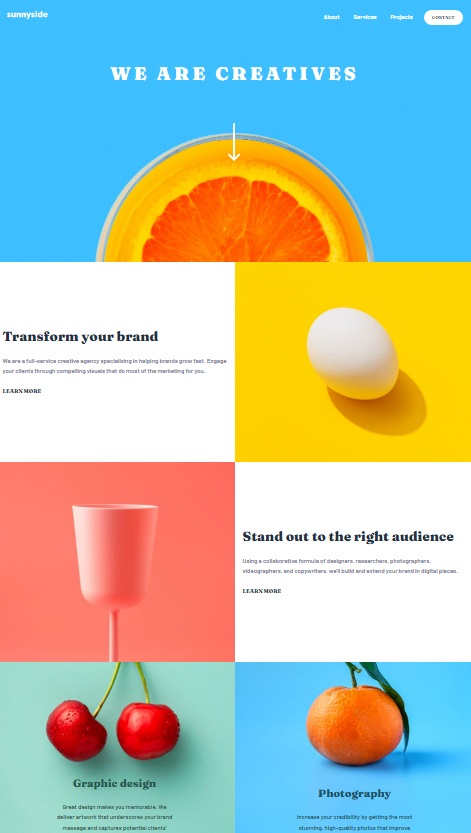 sunnyside
About Services Projects CONTACT
WE ARE CREATIVES
Transform your brand
We are a full-service creative agency specializing in helping brands grow fast. Engage
your clients through compelling visuals that do most of the marketing for you.
LEARN MORE
Stand out to the right audience
Using a collaborative formula of designers, researchers, photographers,
videographers, and copywriters, we'll build and extend your brand in digital places.
LEARN MORE
Graphic design
Great design makes you memorable. We
deliver artwork that underscores your brand
message and captures potential clients'
Photography
Increase your credibility by getting the most
stunning, high-quality photos that improve